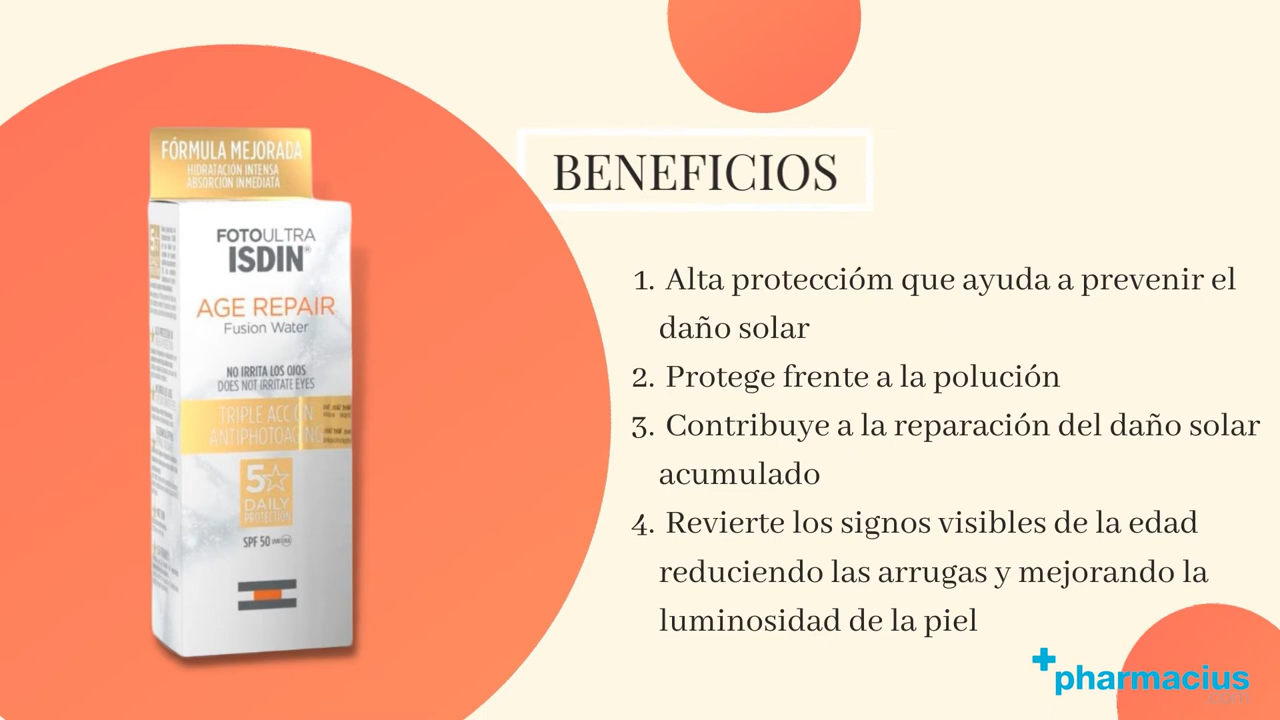 FÓRMULA MEJORADA
HIDRATACIÓN INTENSA
ABSORCIÓN INMEDIATA
FOTOULTRA
ISDIN®
AGE REPAIR
Fusion Water
NO IRRITA LOS OJOS
DOES NOT IRRITATE EYES
TRIPLE ACCIÓN
ANTIPHOTOAGING
5
DAILY
PROTECTION
SPF 50
BENEFICIOS
1. Alta proteccióm que ayuda a prevenir el
daño solar
2. Protege frente a la polución
3. Contribuye a la reparación del daño solar
acumulado
4. Revierte los signos visibles de la edad
reduciendo las arrugas y mejorando la
luminosidad de la piel
+pharmacius
.com